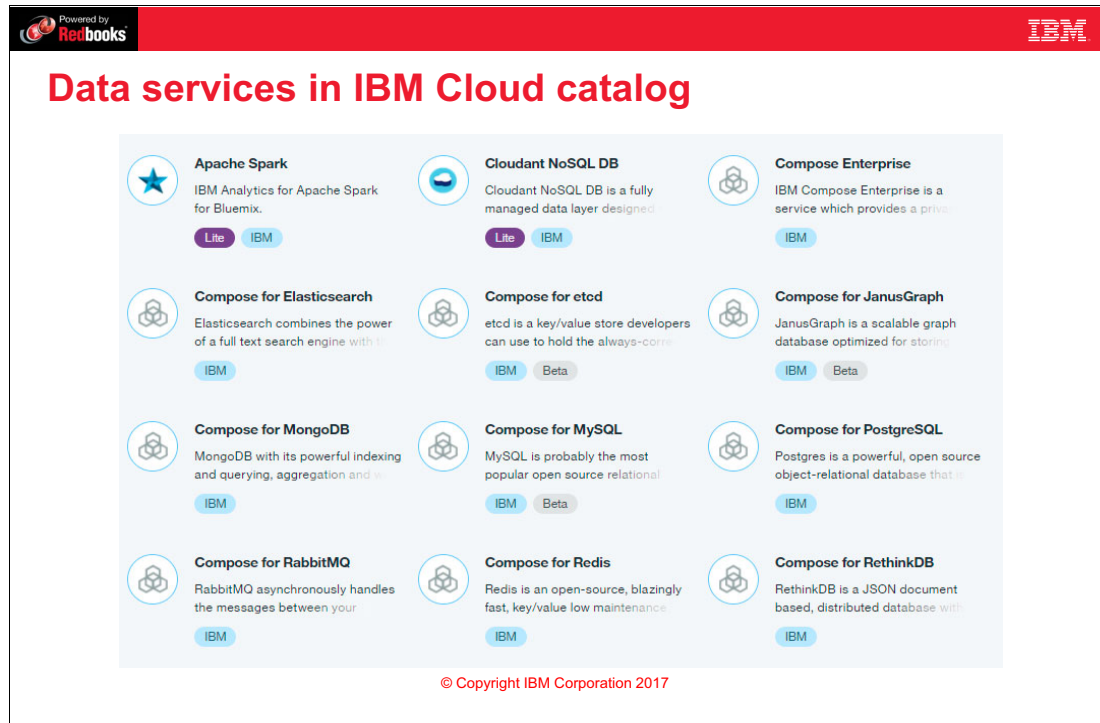 Powered by
Redbooks
IBM
Data services in IBM Cloud catalog
Apache Spark
IBM Analytics for Apache Spark
for Bluemix.
Lite IBM
Cloudant NoSQL DB
Cloudant NoSQL DB is a fully
managed data layer designed
Lite IBM
Compose Enterprise
IBM Compose Enterprise is a
service which provides a
IBM
Compose for Elasticsearch
Elasticsearch combines the power
of a full text search engine with
IBM
Compose for etcd
etcd is a key/value store developers
can use to hold the
IBM Beta
Compose for JanusGraph
JanusGraph is a scalable graph
database optimized for storing
IBM Beta
Compose for MongoDB
MongoDB with its powerful indexing
and querying, aggregation and
IBM
Compose for MySQL
MySQL is probably the most
popular open source relational
IBM Beta
Compose for PostgreSQL
Postgres is a powerful, open source
object-relational database that
IBM
Compose for RabbitMQ
RabbitMQ asynchronously handles
the messages between your
IBM
Compose for Redis
Redis is an open-source, blazingly
fast, key/value low maintenance
IBM
Compose for RethinkDB
RethinkDB is a JSON document
based, distributed database with
IBM
© Copyright IBM Corporation 2017